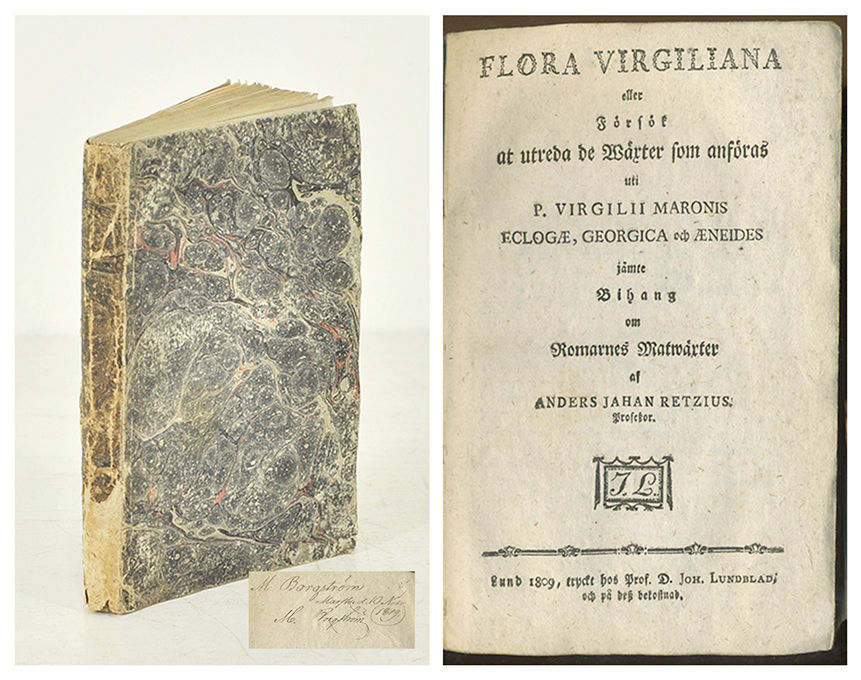 M. Borgström
FLORA VIRGILIANA
eller
Försök
at utreda de Wäxter som anföras
uti
P. VIRGILII MARONIS
ECLOGÆ, GEORGICA och ÆNEIDES
jämte
Bihang
om
Romarnes Matwäxter
af
ANDERS JAHAN RETZIUS,
Profeßor.
J. L.
Lund 1809, tryckt hos Prof. D. JOH. LUNDBLAD,
och på deß bekostnad.